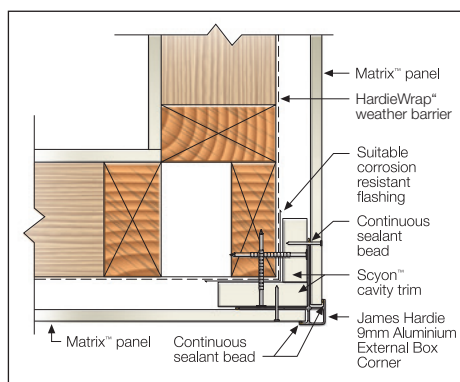 Matrix™ panel
HardieWrap“
weather barrier
Suitable
corrosion
resistant
flashing
Continuous
sealant
bead
Scyon™
cavity trim
James Hardie
9mm Aluminium
External Box
Corner
Matrix™ panel
Continuous
sealant bead